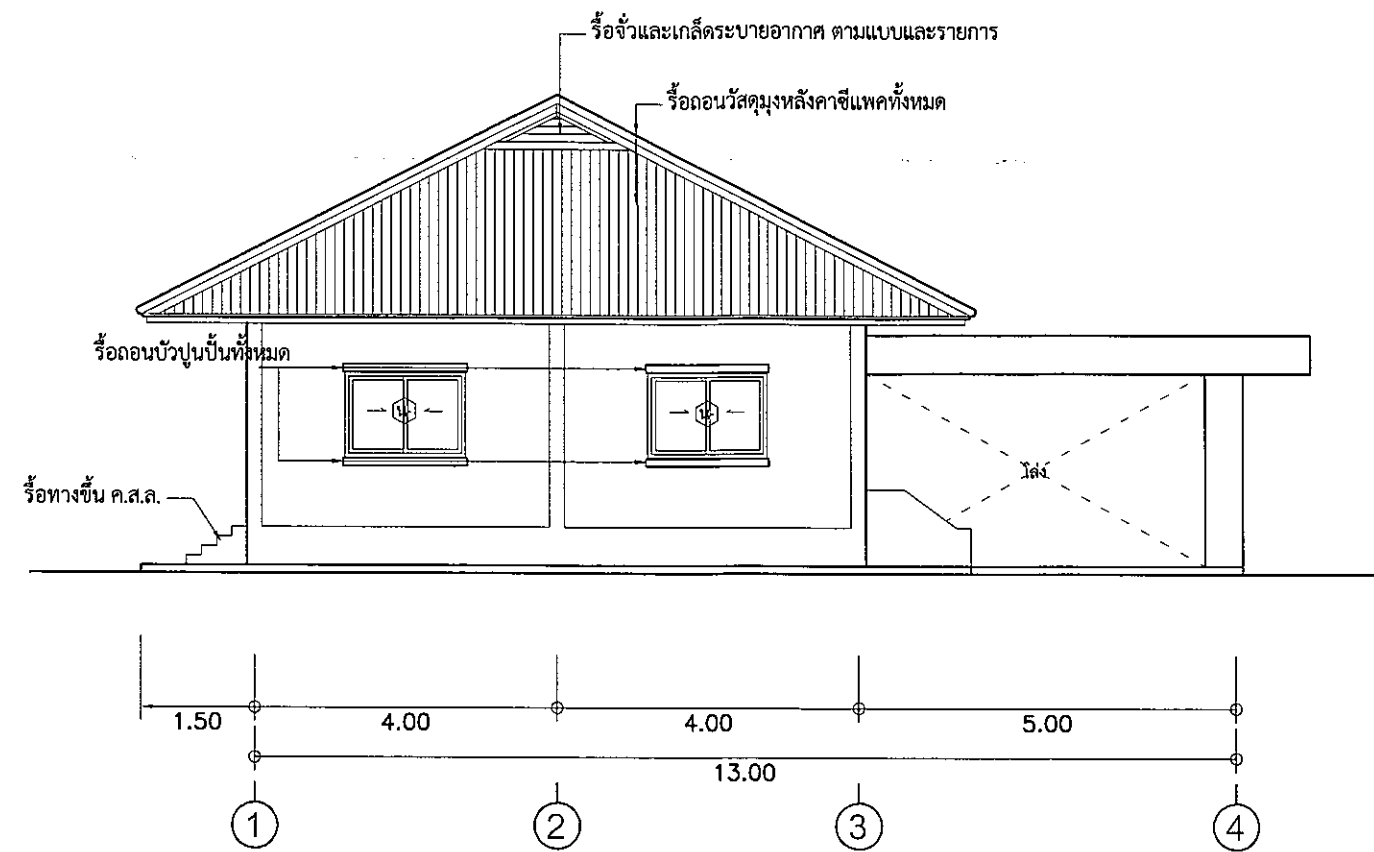 รื้อจั่วและเกล็ดระบายอากาศ ตามแบบและรายการ
รื้อถอนวัสดุมุงหลังคาซีแพคทั้งหมด
รื้อถอนบัวปูนปั้นทั้งหมด
น.
น.
โล่ง
รื้อทางขึ้น ค.ส.ล.
1.50
4.00
4.00
5.00
13.00
1
2
3
4